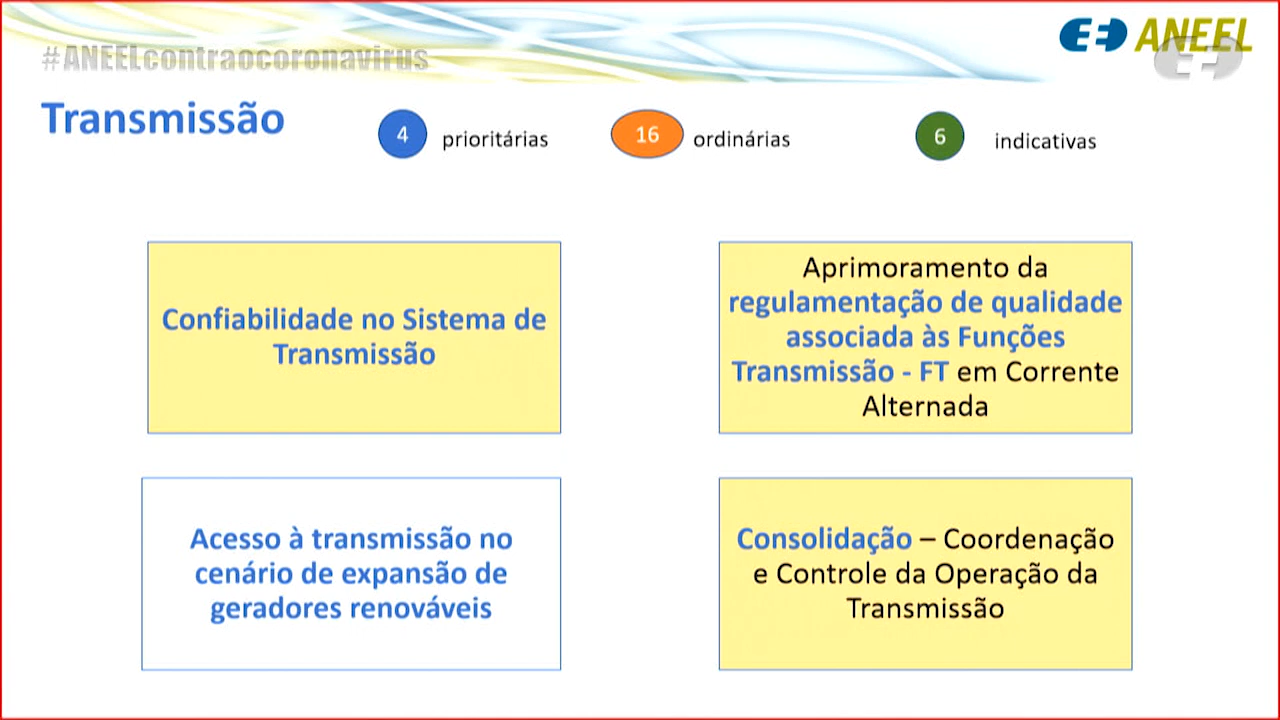 #ANEELcontraocoronavirus
ANEEL
Transmissão
4 prioritárias
16 ordinárias
6 indicativas
Confiabilidade no Sistema de
Transmissão
Aprimoramento da
regulamentação de qualidade
associada às Funções
Transmissão - FT em Corrente
Alternada
Acesso à transmissão no
cenário de expansão de
geradores renováveis
Consolidação – Coordenação
e Controle da Operação da
Transmissão